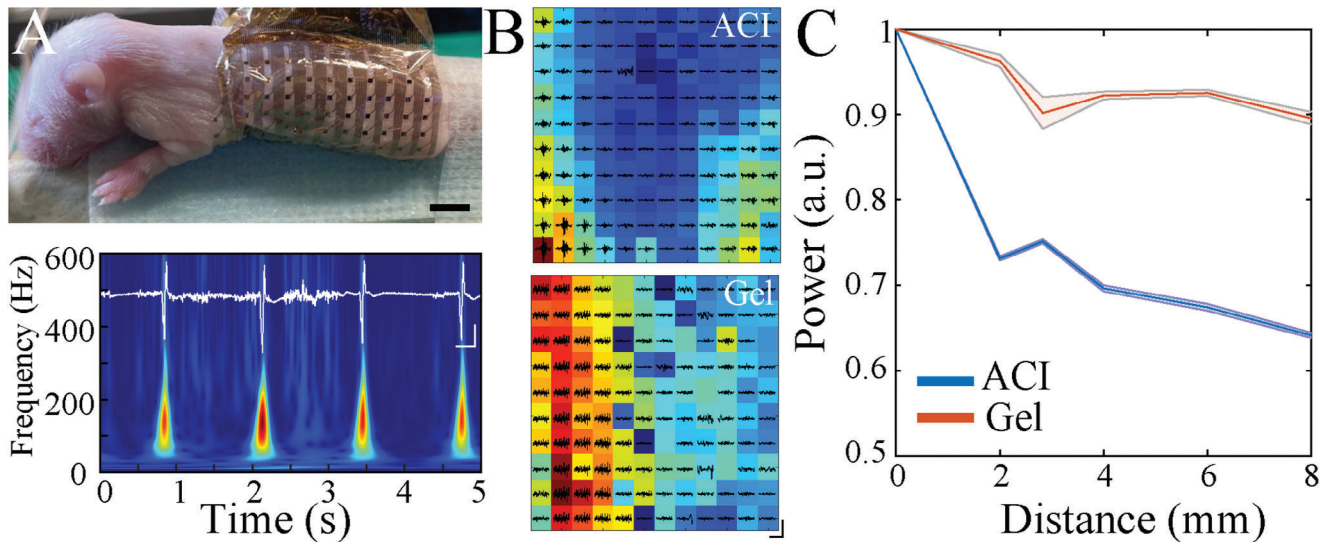 A
B
ACI
C
Frequency (Hz)
600
400
200
0
0
1
2
3
4
5
Time (s)
Gel
Power (a.u.)
1
0.9
0.8
0.7
0.6
0.5
ACI
Gel
0
2
4
6
8
Distance (mm)